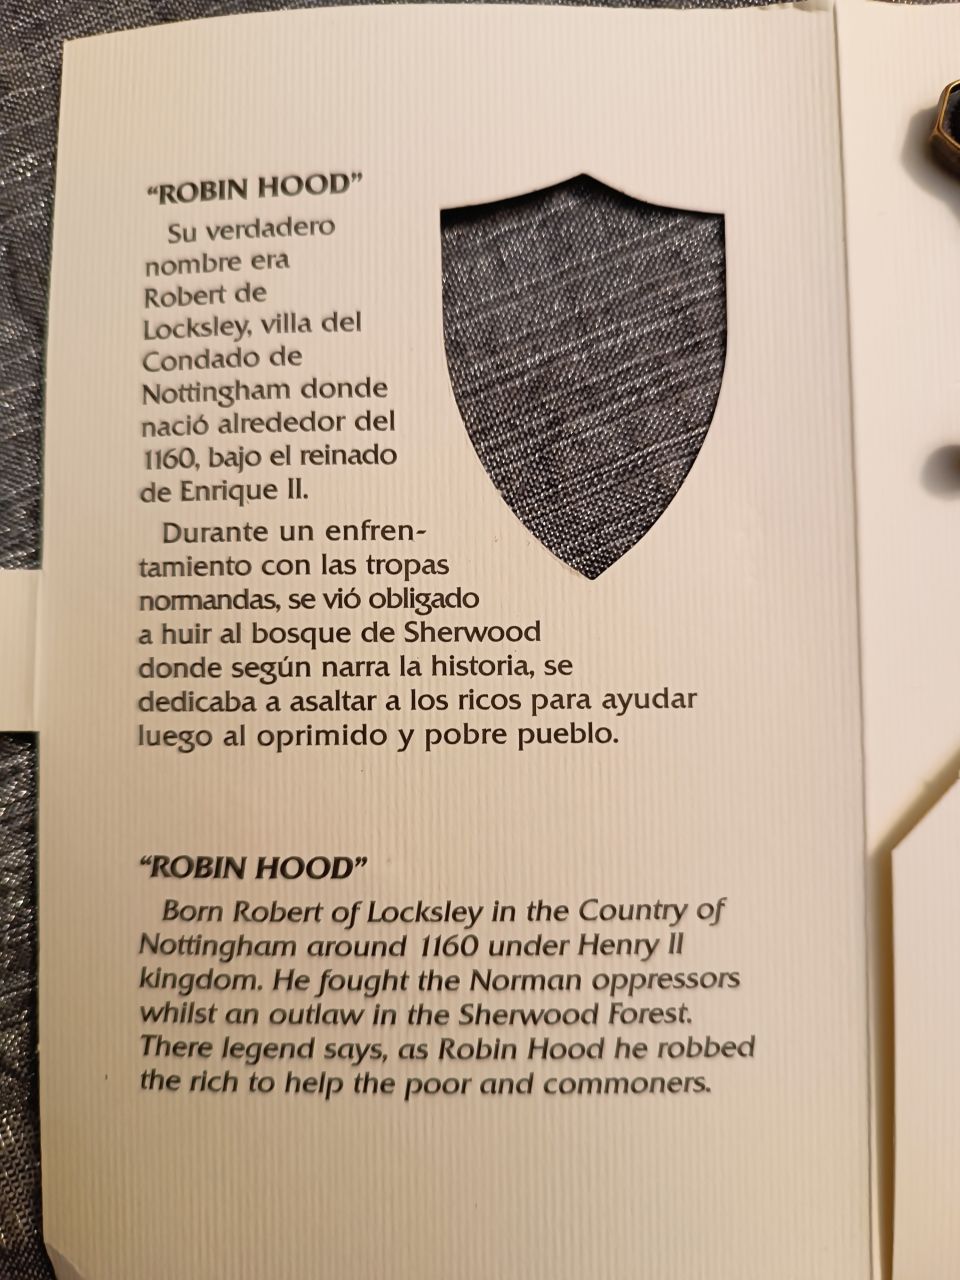 “ROBIN HOOD”
Su verdadero
nombre era
Robert de
Locksley, villa del
Condado de
Nottingham donde
nació alrededor del
1160, bajo el reinado
de Enrique II.
Durante un enfren-
tamiento con las tropas
normandas, se vió obligado
a huir al bosque de Sherwood
donde según narra la historia, se
dedicaba a asaltar a los ricos para ayudar
luego al oprimido y pobre pueblo.
“ROBIN HOOD”
Born Robert of Locksley in the Country of
Nottingham around 1160 under Henry II
kingdom. He fought the Norman oppressors
whilst an outlaw in the Sherwood Forest.
There legend says, as Robin Hood he robbed
the rich to help the poor and commoners.